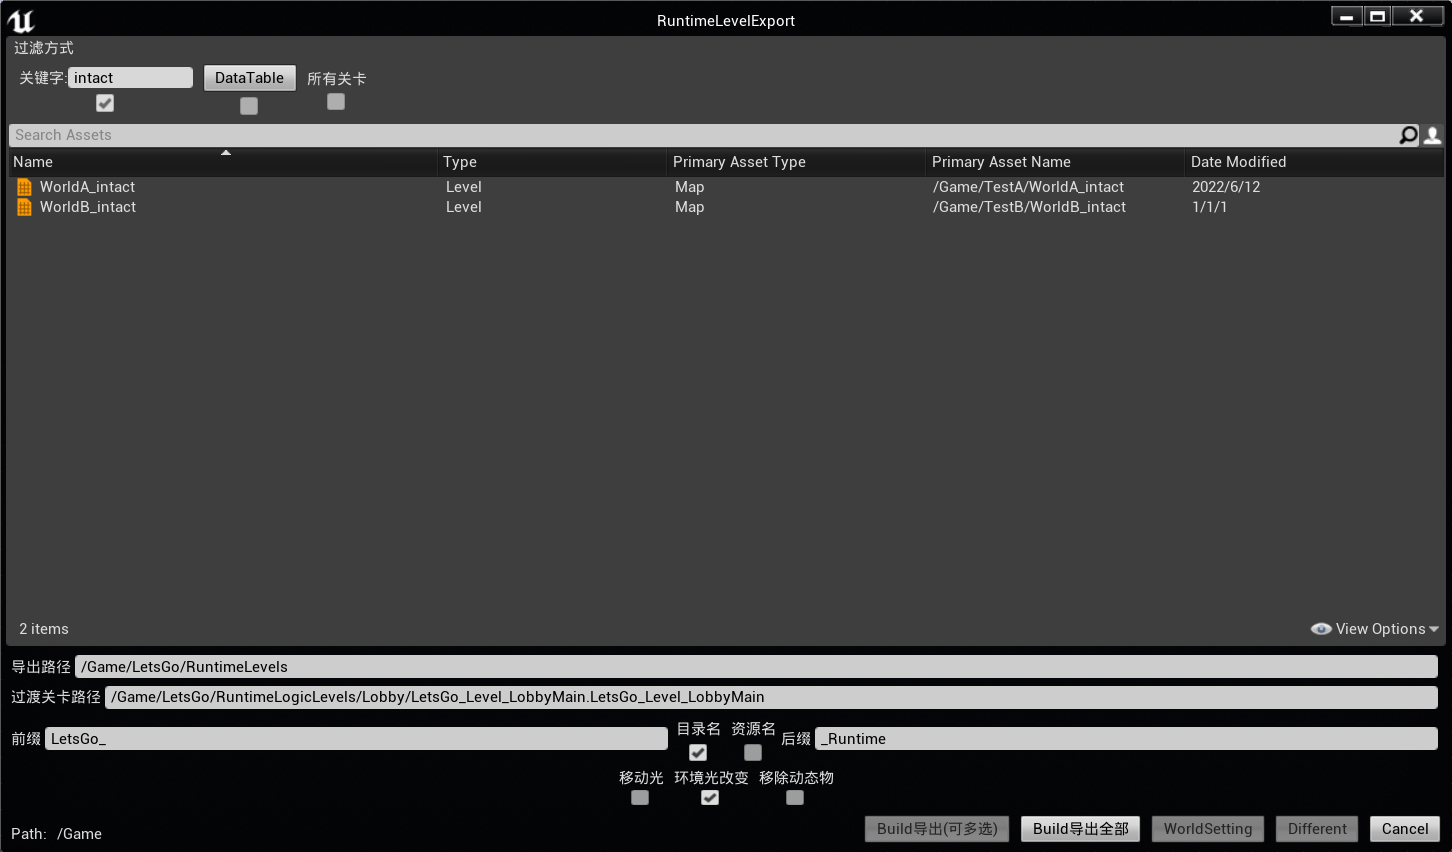 RuntimeLevelExport
过滤方式
关键字: intact DataTable 所有关卡
Search Assets
Name Type Primary Asset Type Primary Asset Name Date Modified
WorldA_intact Level Map /Game/TestA/WorldA_intact 2022/6/12
WorldB_intact Level Map /Game/TestB/WorldB_intact 1/1/1
2 items View Options
导出路径 /Game/LetsGo/RuntimeLevels
过渡关卡路径 /Game/LetsGo/RuntimeLogicLevels/Lobby/LetsGo_Level_LobbyMain.LetsGo_Level_LobbyMain
前缀 LetsGo_ 目录名 资源名 后缀 _Runtime
移动光 环境光改变 移除动态物
Path: /Game Build导出(可多选) Build导出全部 WorldSetting Different Cancel